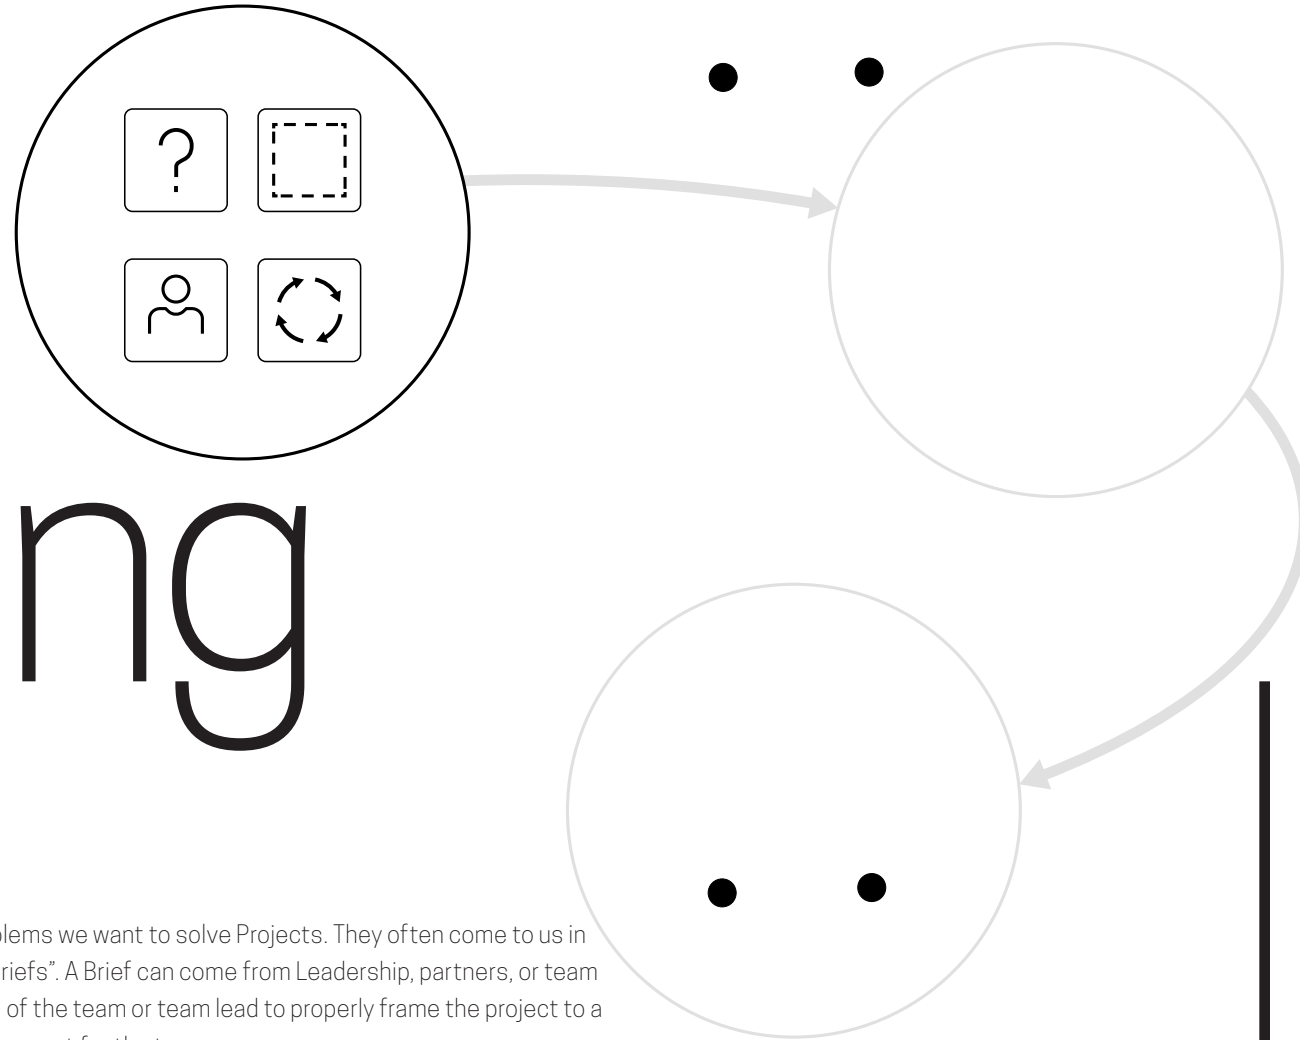 ?
ng
lems we want to solve Projects. They often come to us in
riefs”. A Brief can come from Leadership, partners, or team
of the team or team lead to properly frame the project to a